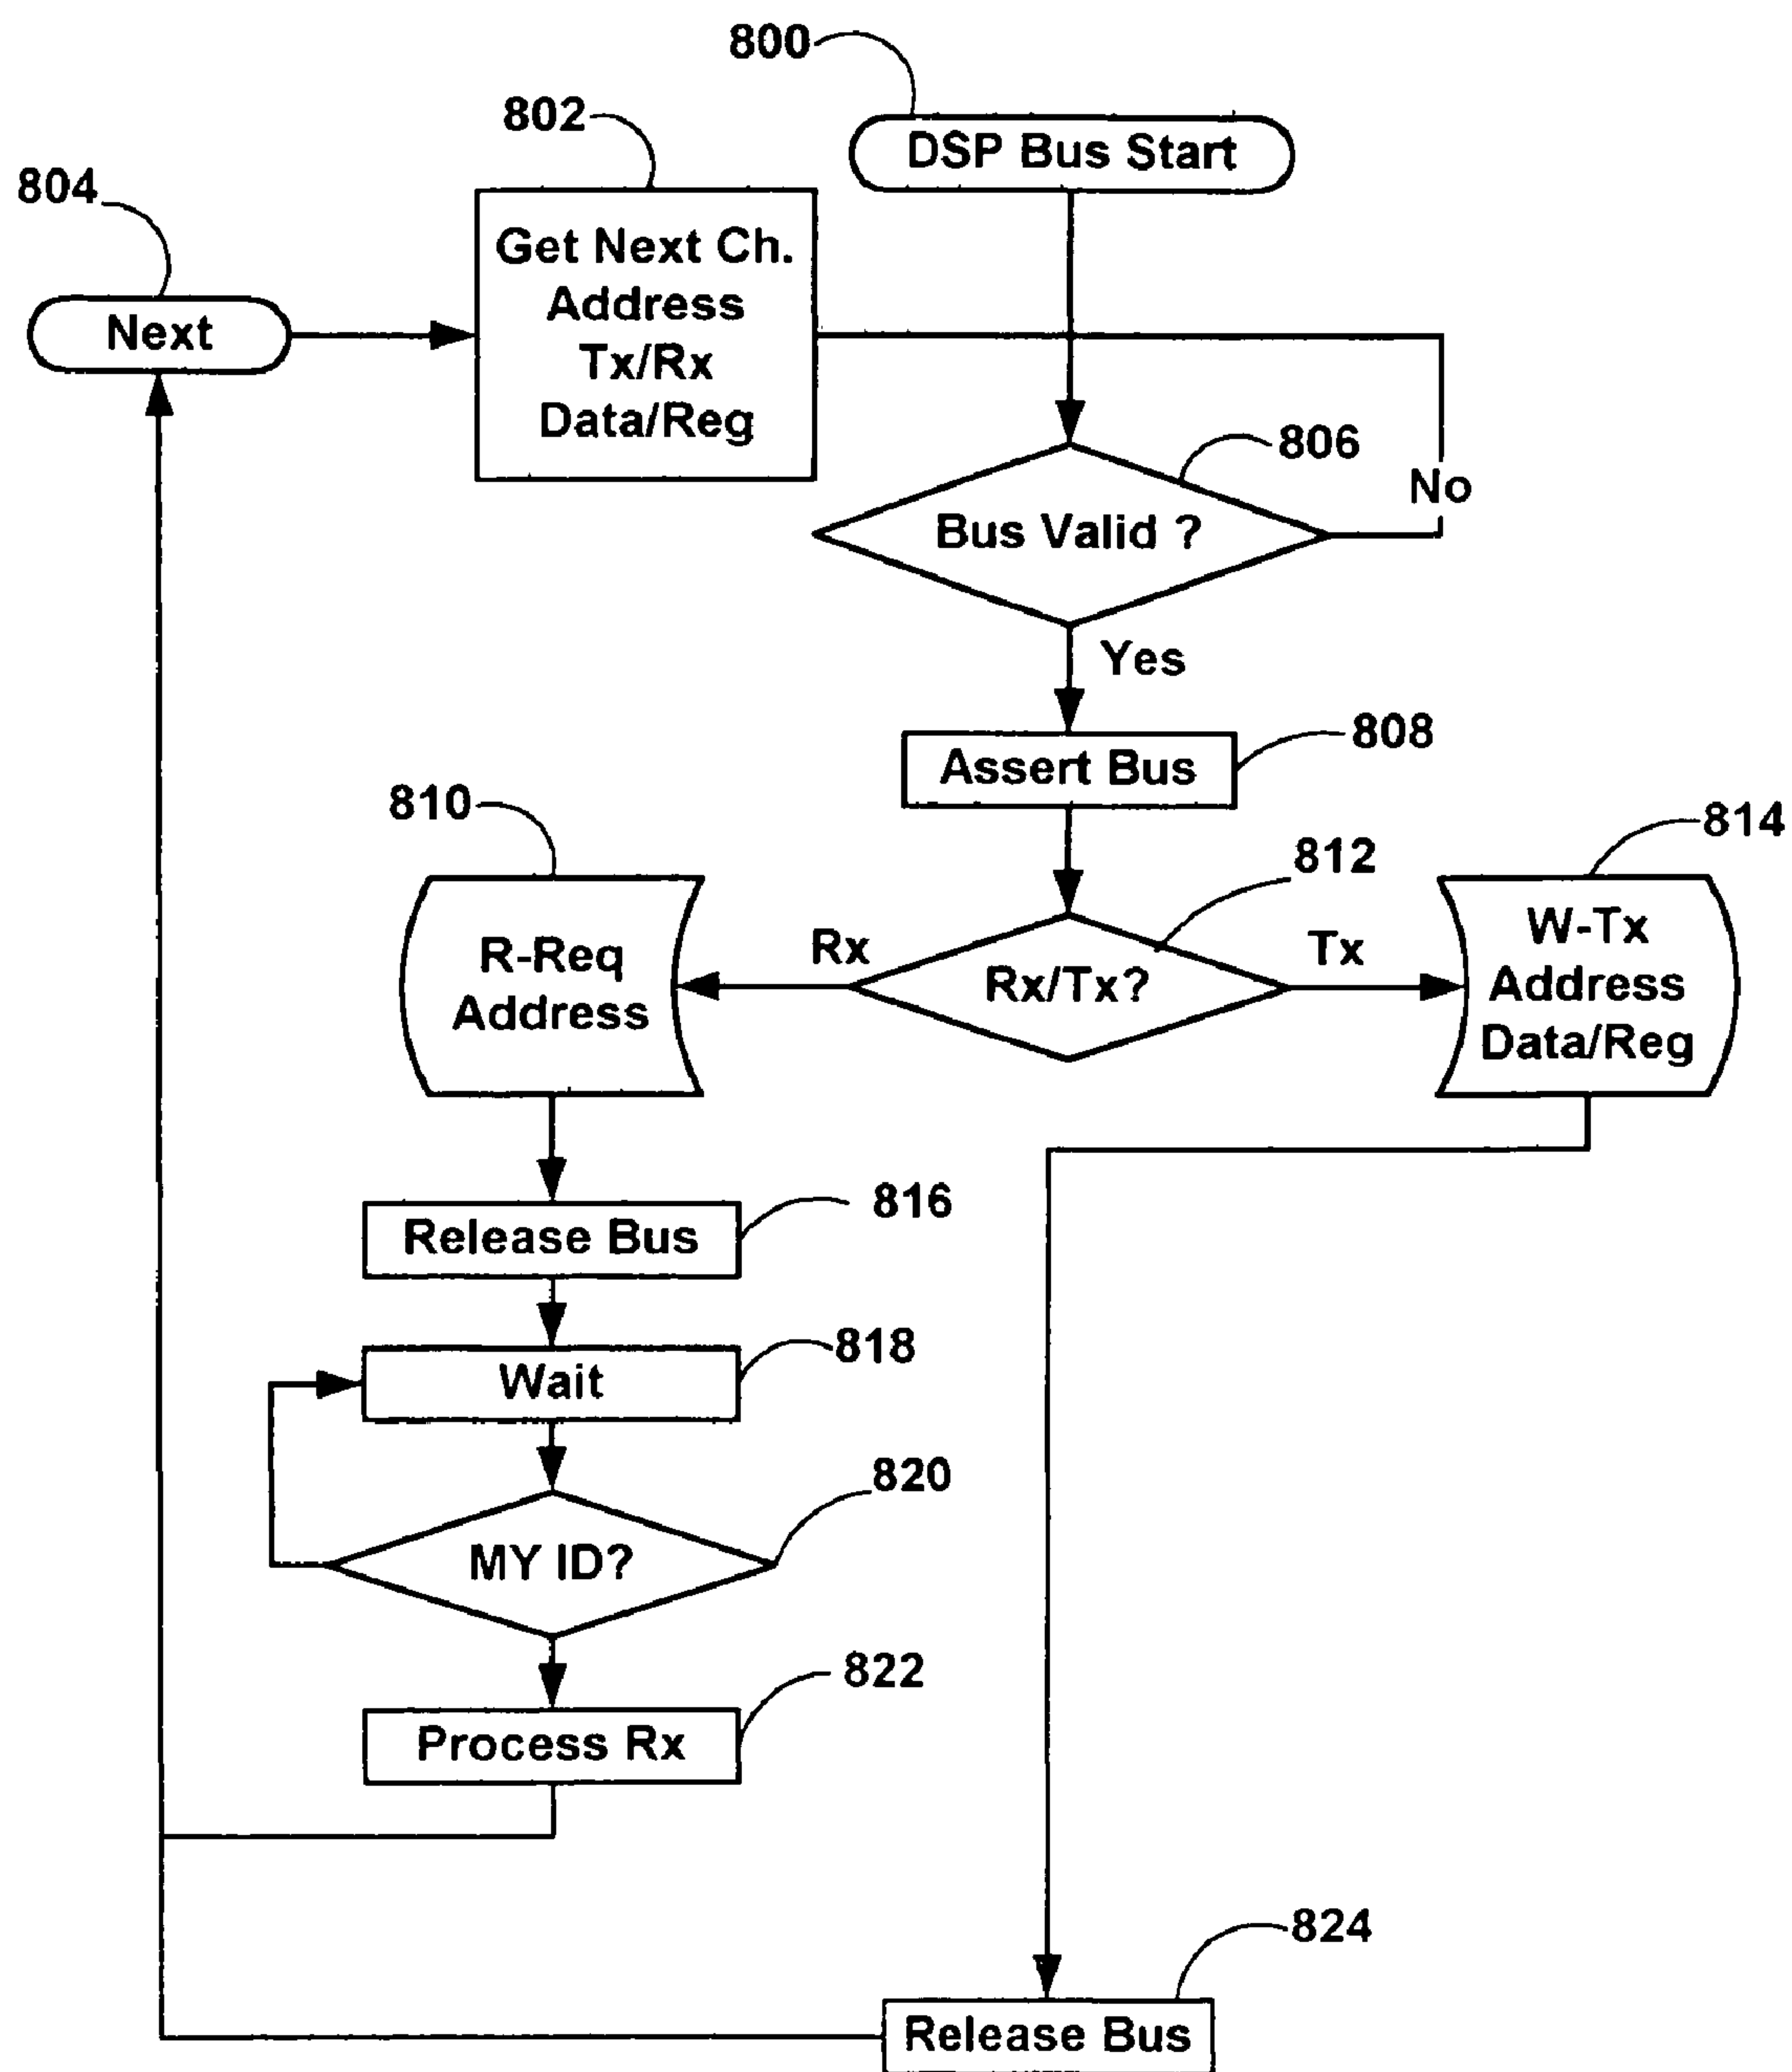 800
DSP Bus Start
802
Get Next Ch.
Address
Tx/Rx
Data/Reg
804
Next
806
Bus Valid ?
No
Yes
808
Assert Bus
810
R-Req
Address
812
Rx
Rx/Tx?
Tx
814
W-Tx
Address
Data/Reg
816
Release Bus
818
Wait
820
MY ID?
822
Process Rx
824
Release Bus